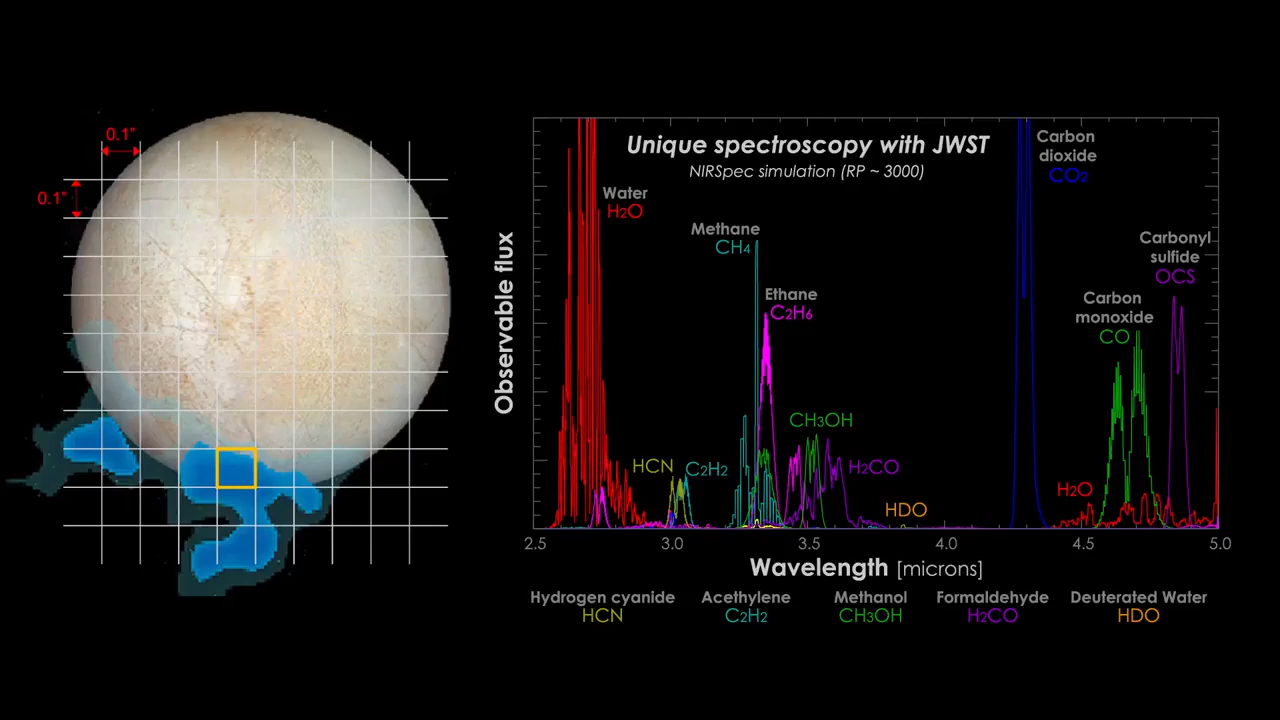 0.1"
0.1"
Unique spectroscopy with JWST
NIRSpec simulation (RP ~ 3000)
Observable flux
Water
H2O
Methane
CH4
Ethane
C2H6
Carbon
dioxide
CO2
Carbonyl
sulfide
OCS
Carbon
monoxide
CO
CH3OH
HCN
C2H2
H2CO
HDO
H2O
2.5 3.0 3.5 4.0 4.5 5.0
Wavelength [microns]
Hydrogen cyanide Acethylene Methanol Formaldehyde Deuterated Water
HCN C2H2 CH3OH H2CO HDO